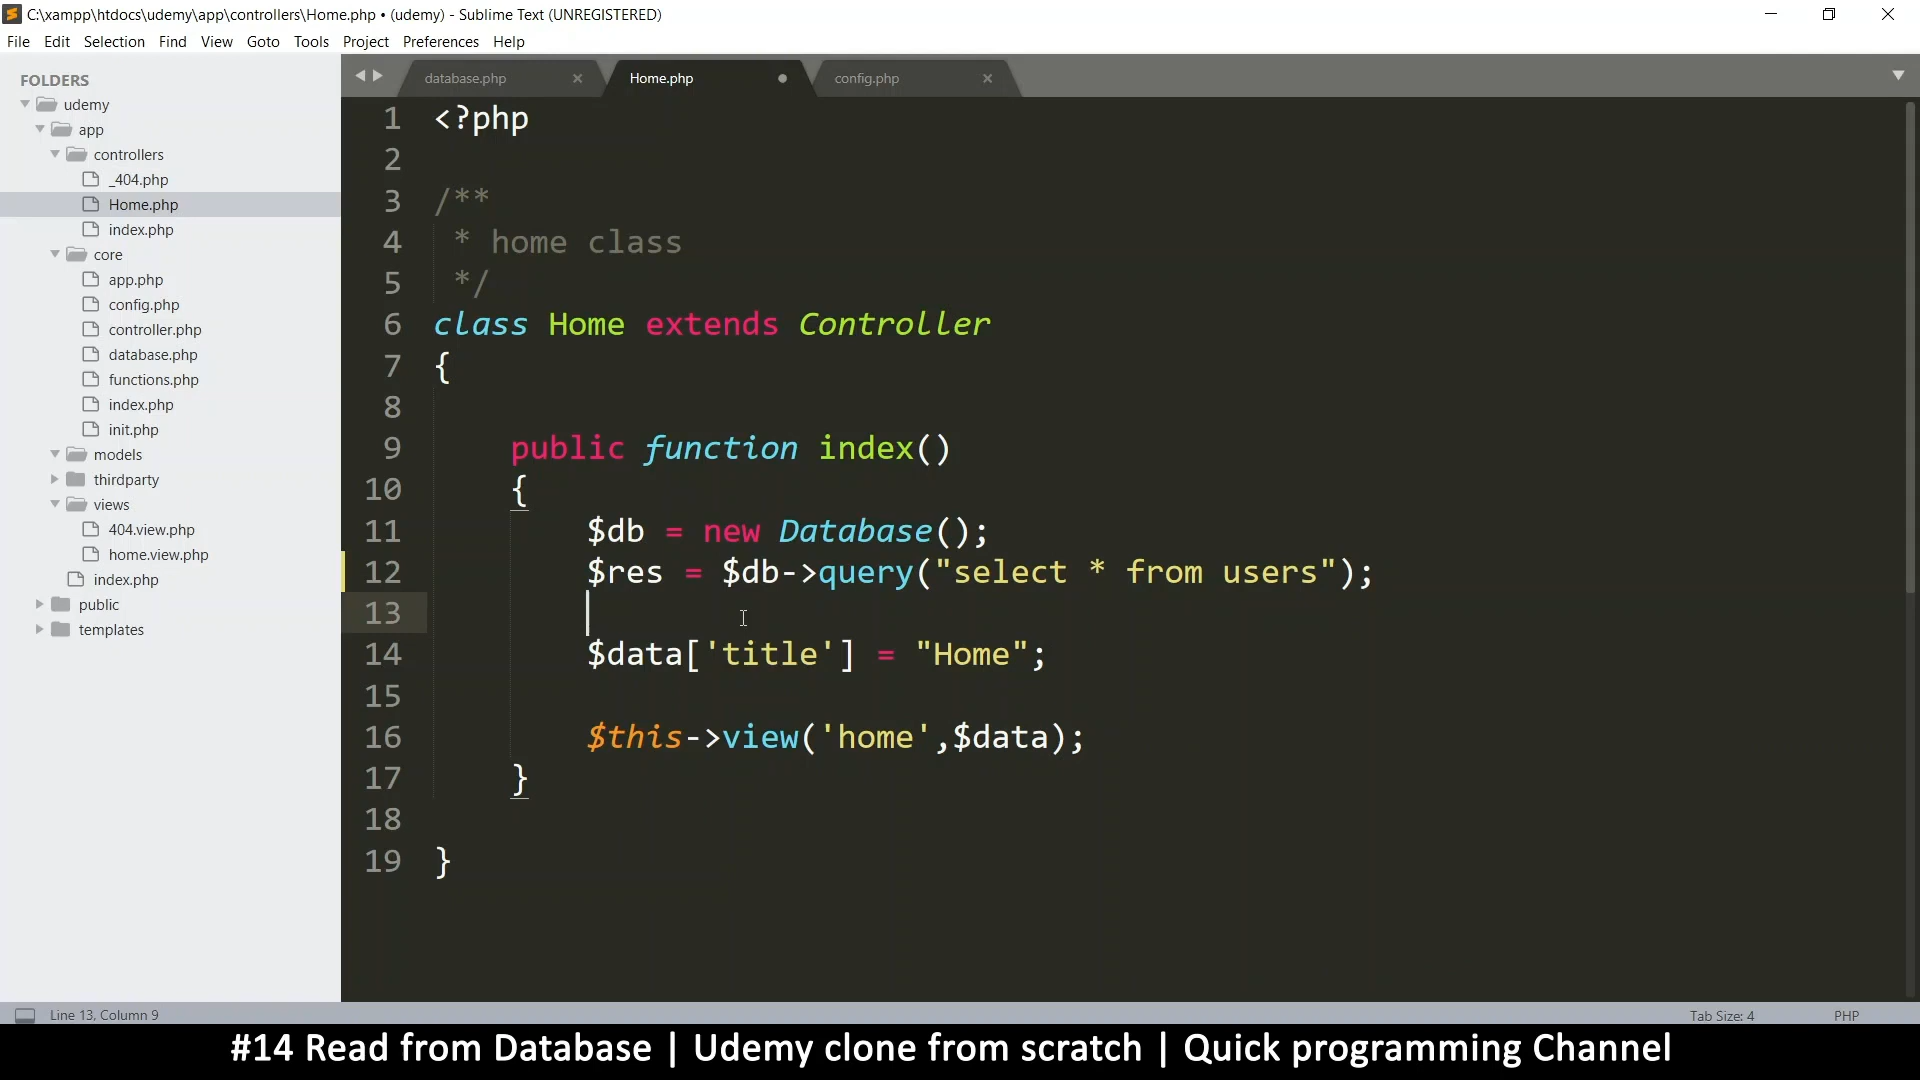 C:\xampp\htdocs\udemy\app\controllers\Home.php • (udemy) - Sublime Text (UNREGISTERED)
File Edit Selection Find View Goto Tools Project Preferences Help
FOLDERS
udemy
app
controllers
_404.php
Home.php
index.php
core
app.php
config.php
controller.php
database.php
functions.php
index.php
init.php
models
thirdparty
views
404.view.php
home.view.php
index.php
public
templates
database.php Home.php config.php
1 <?php
2
3 /**
4 * home class
5 */
6 class Home extends Controller
7 {
8
9 public function index()
10 {
11 $db = new Database();
12 $res = $db->query("select * from users");
13
14 $data['title'] = "Home";
15
16 $this->view('home',$data);
17 }
18
19 }
Line 13, Column 9 Tab Size: 4 PHP
#14 Read from Database | Udemy clone from scratch | Quick programming Channel